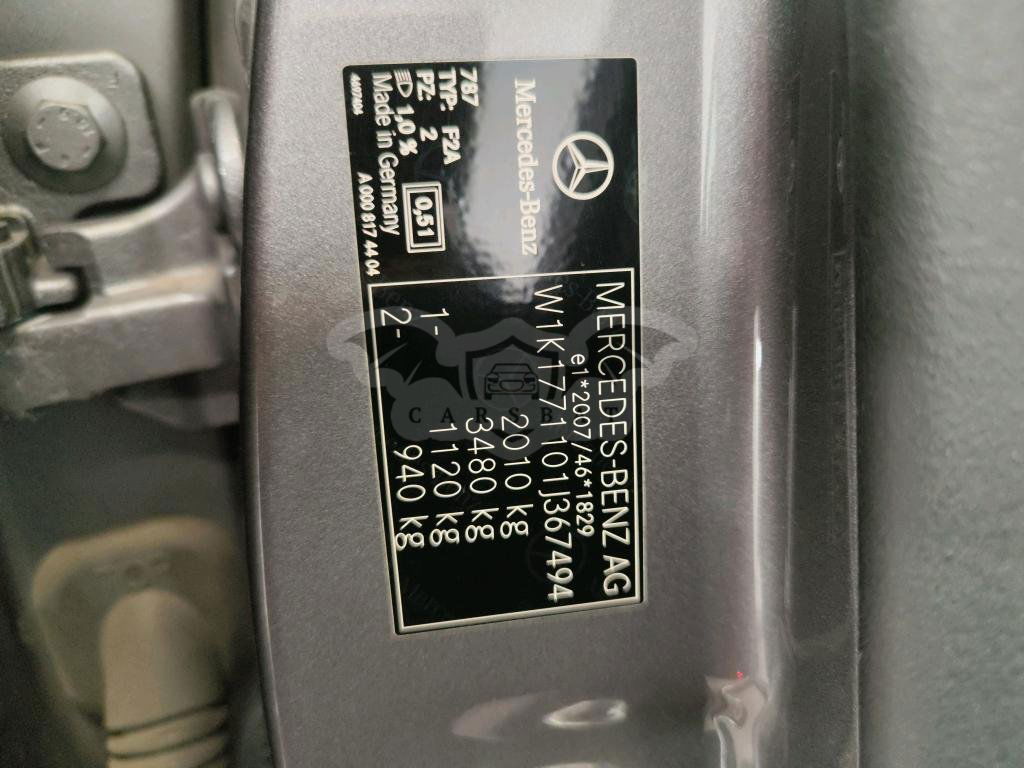 Mercedes-Benz
787
TYP: F2A
PZ: 2
1,0 %
0,51
Made in Germany
A 000 817 44 04
MERCEDES-BENZ AG
e1*2007/46*1829
W1K1771101J367494
2010 kg
3480 kg
1- 1120 kg
2- 940 kg